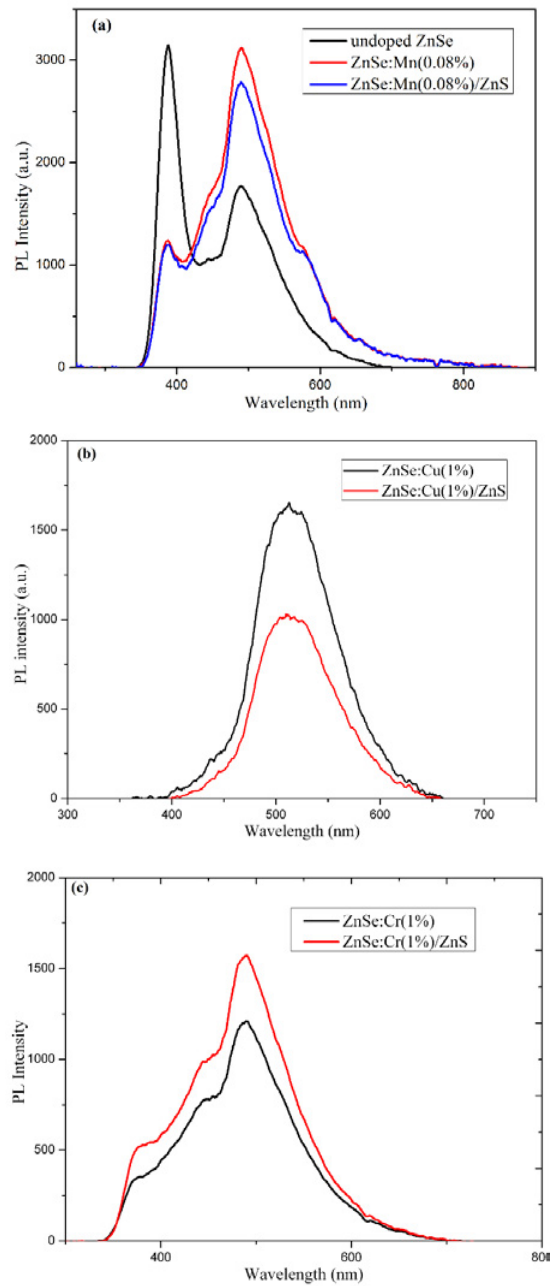 (a)
undoped ZnSe
ZnSe:Mn(0.08%)
ZnSe:Mn(0.08%)/ZnS
3000
2000
1000
0
PL Intensity (a.u.)
400 600 800
Wavelength (nm)
(b)
ZnSe:Cu(1%)
ZnSe:Cu(1%)/ZnS
2000
1500
1000
500
0
PL intensity (a.u.)
300 400 500 600 700
Wavelength (nm)
(c)
ZnSe:Cr(1%)
ZnSe:Cr(1%)/ZnS
2000
1500
1000
500
0
PL Intensity
400 500 600 800
Wavelength (nm)